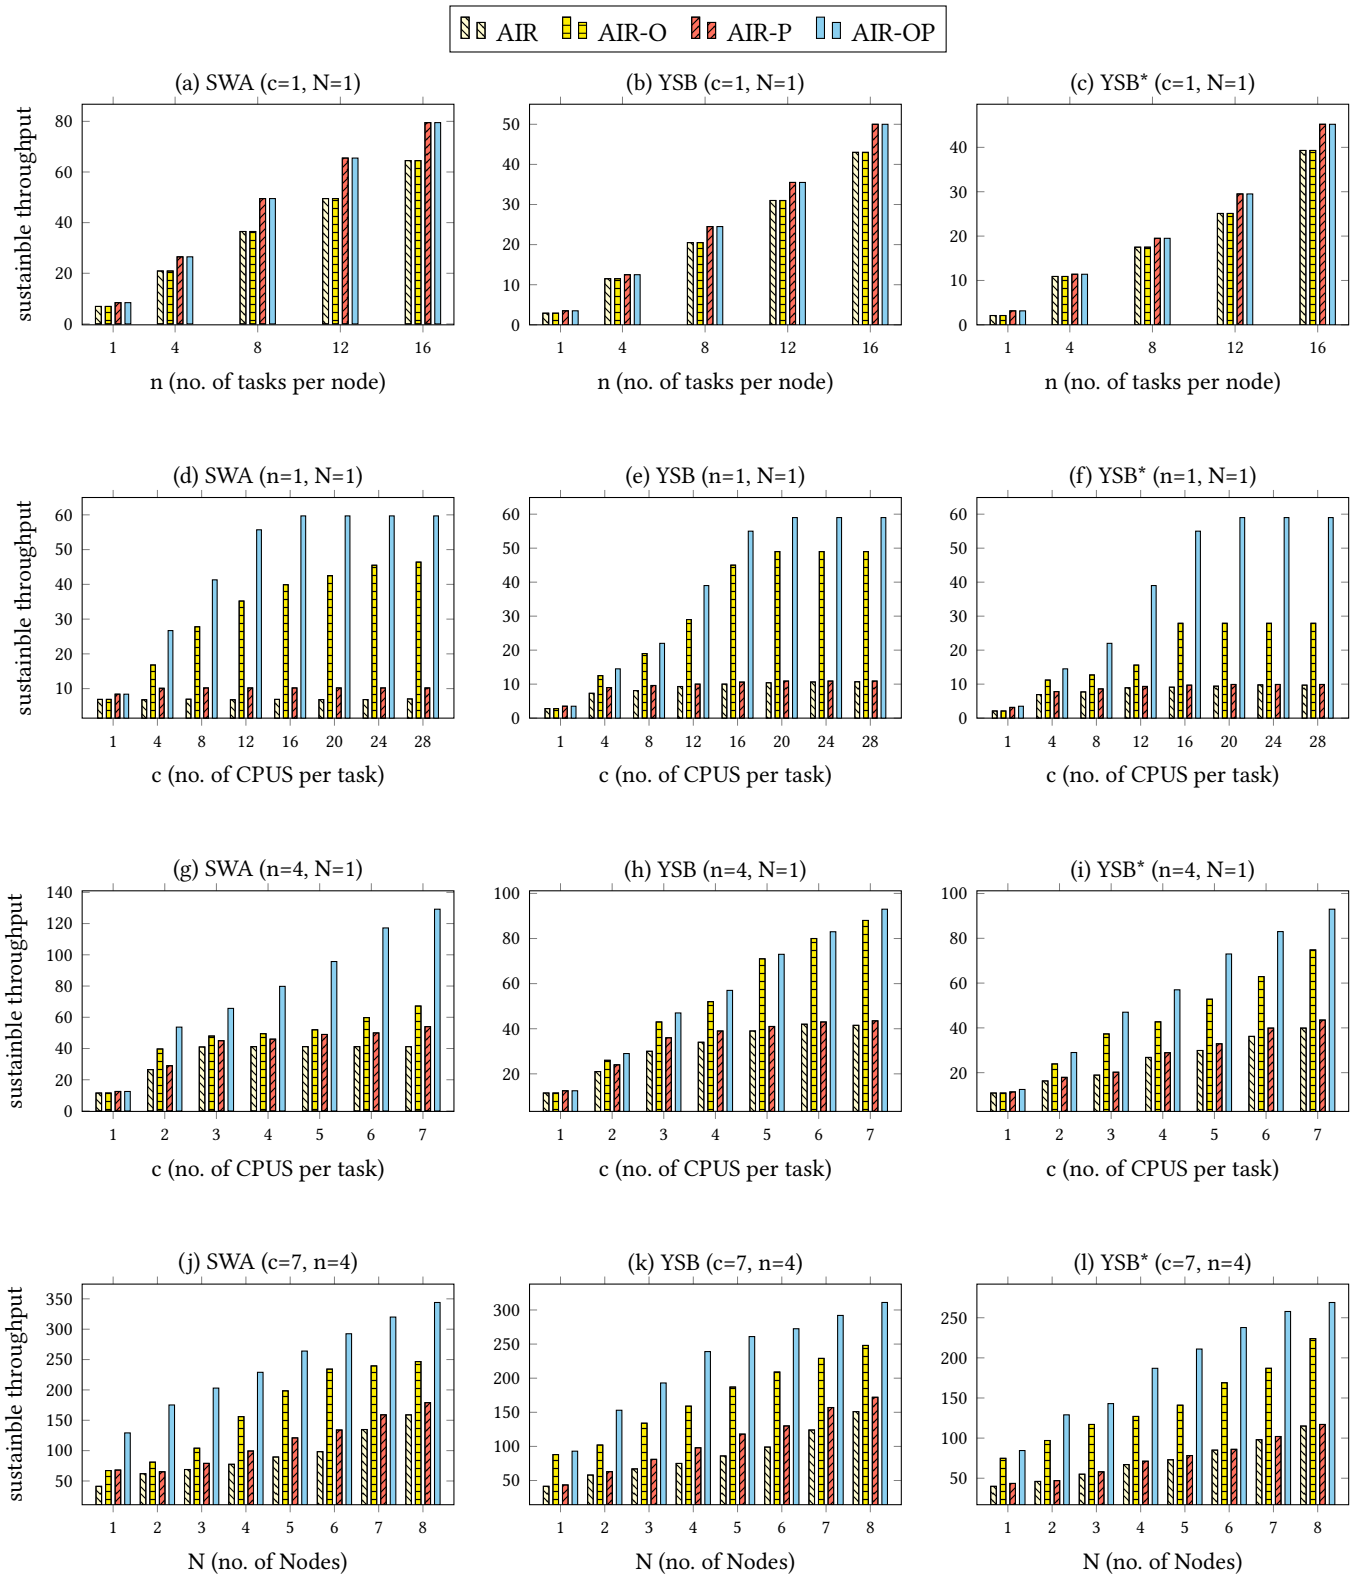 AIR AIR-O AIR-P AIR-OP
(a) SWA (c=1, N=1)
sustainble throughput
80
60
40
20
0
1 4 8 12 16
n (no. of tasks per node)
(b) YSB (c=1, N=1)
50
40
30
20
10
0
1 4 8 12 16
n (no. of tasks per node)
(c) YSB* (c=1, N=1)
40
30
20
10
0
1 4 8 12 16
n (no. of tasks per node)
(d) SWA (n=1, N=1)
sustainble throughput
60
50
40
30
20
10
1 4 8 12 16 20 24 28
c (no. of CPUS per task)
(e) YSB (n=1, N=1)
60
50
40
30
20
10
0
1 4 8 12 16 20 24 28
c (no. of CPUS per task)
(f) YSB* (n=1, N=1)
60
50
40
30
20
10
0
1 4 8 12 16 20 24 28
c (no. of CPUS per task)
(g) SWA (n=4, N=1)
sustainble throughput
140
120
100
80
60
40
20
0
1 2 3 4 5 6 7
c (no. of CPUS per task)
(h) YSB (n=4, N=1)
100
80
60
40
20
1 2 3 4 5 6 7
c (no. of CPUS per task)
(i) YSB* (n=4, N=1)
100
80
60
40
20
1 2 3 4 5 6 7
c (no. of CPUS per task)
(j) SWA (c=7, n=4)
sustainble throughput
350
300
250
200
150
100
50
1 2 3 4 5 6 7 8
N (no. of Nodes)
(k) YSB (c=7, n=4)
300
250
200
150
100
50
1 2 3 4 5 6 7 8
N (no. of Nodes)
(l) YSB* (c=7, n=4)
250
200
150
100
50
1 2 3 4 5 6 7 8
N (no. of Nodes)